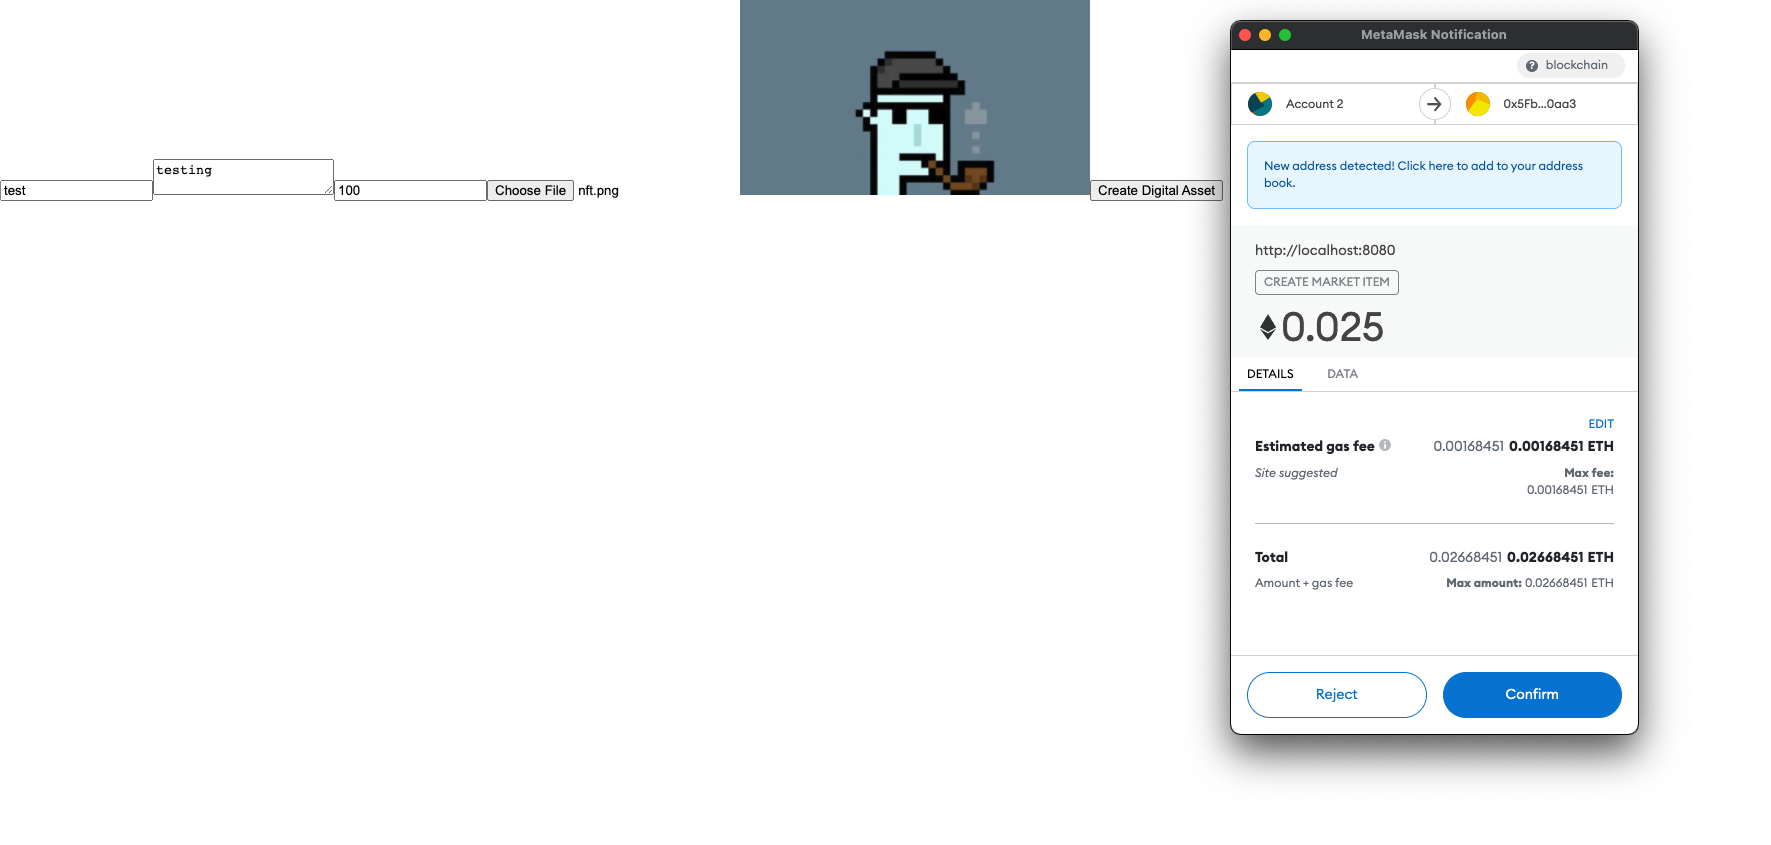 test
testing
100
Choose File nft.png
Create Digital Asset
MetaMask Notification
? blockchain
Account 2
0x5Fb...0aa3
New address detected! Click here to add to your address
book.
http://localhost:8080
CREATE MARKET ITEM
0.025
DETAILS DATA
EDIT
Estimated gas fee 0.00168451 0.00168451 ETH
Site suggested Max fee:
0.00168451 ETH
Total 0.02668451 0.02668451 ETH
Amount + gas fee Max amount: 0.02668451 ETH
Reject Confirm